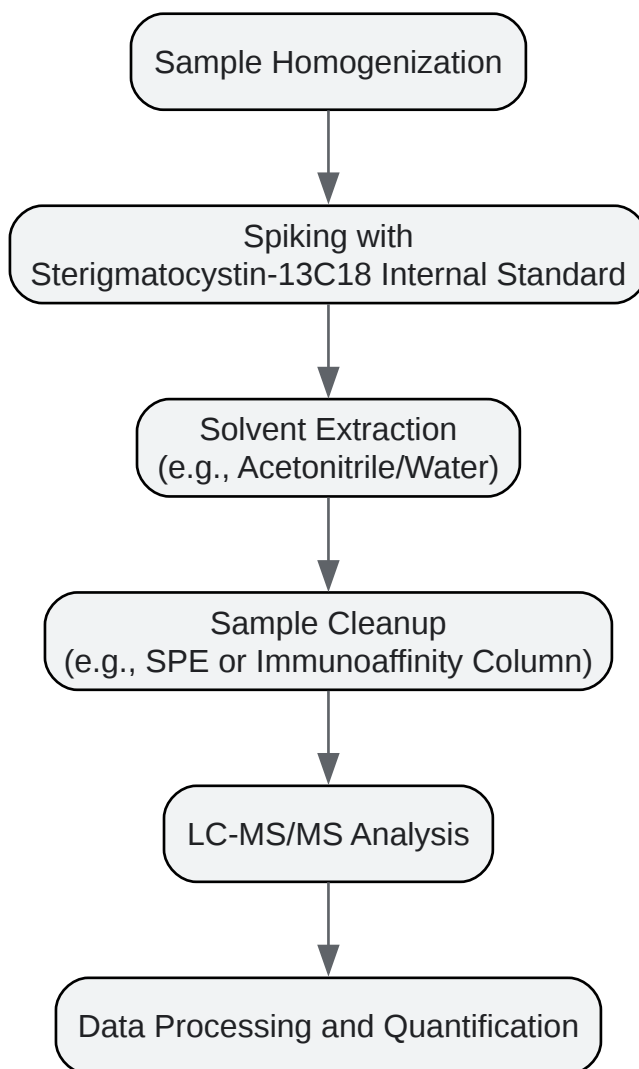 Sample Homogenization
Spiking with
Sterigmatocystin-13C18 Internal Standard
Solvent Extraction
(e.g., Acetonitrile/Water)
Sample Cleanup
(e.g., SPE or Immunoaffinity Column)
LC-MS/MS Analysis
Data Processing and Quantification